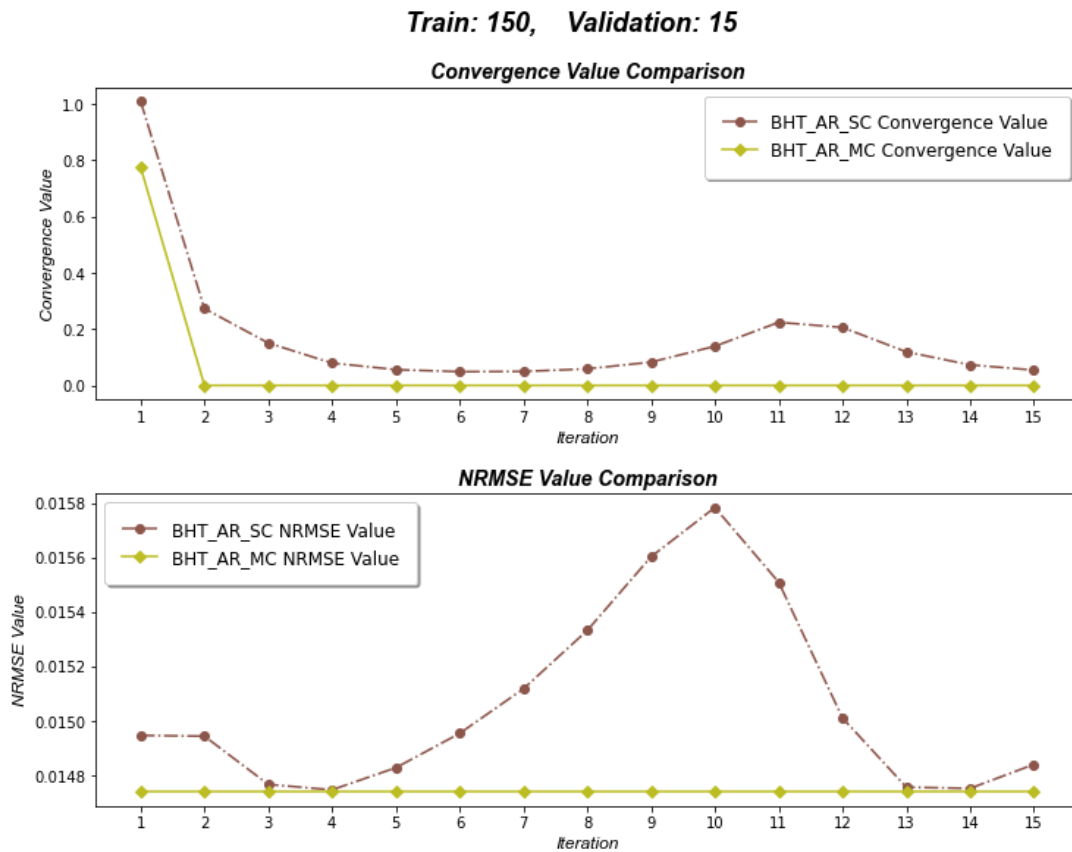 Train: 150, Validation: 15
Convergence Value Comparison
1.0
0.8
0.6
0.4
0.2
0.0
Convergence Value
BHT_AR_SC Convergence Value
BHT_AR_MC Convergence Value
1 2 3 4 5 6 7 8 9 10 11 12 13 14 15
Iteration
NRMSE Value Comparison
0.0158
0.0156
0.0154
0.0152
0.0150
0.0148
NRMSE Value
BHT_AR_SC NRMSE Value
BHT_AR_MC NRMSE Value
1 2 3 4 5 6 7 8 9 10 11 12 13 14 15
Iteration